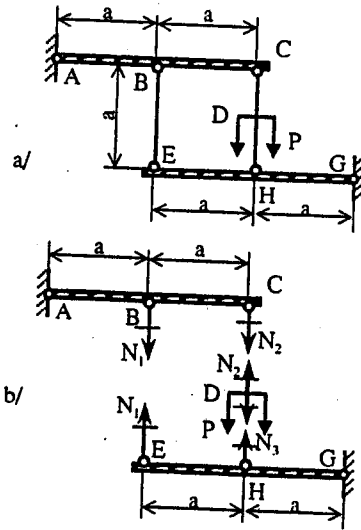 a a
A B C
a
D P
a/
E H G
a a
a a
A B C
N₁ N₂
b/
N₂
D
N₁ P N₃
E H G
a a